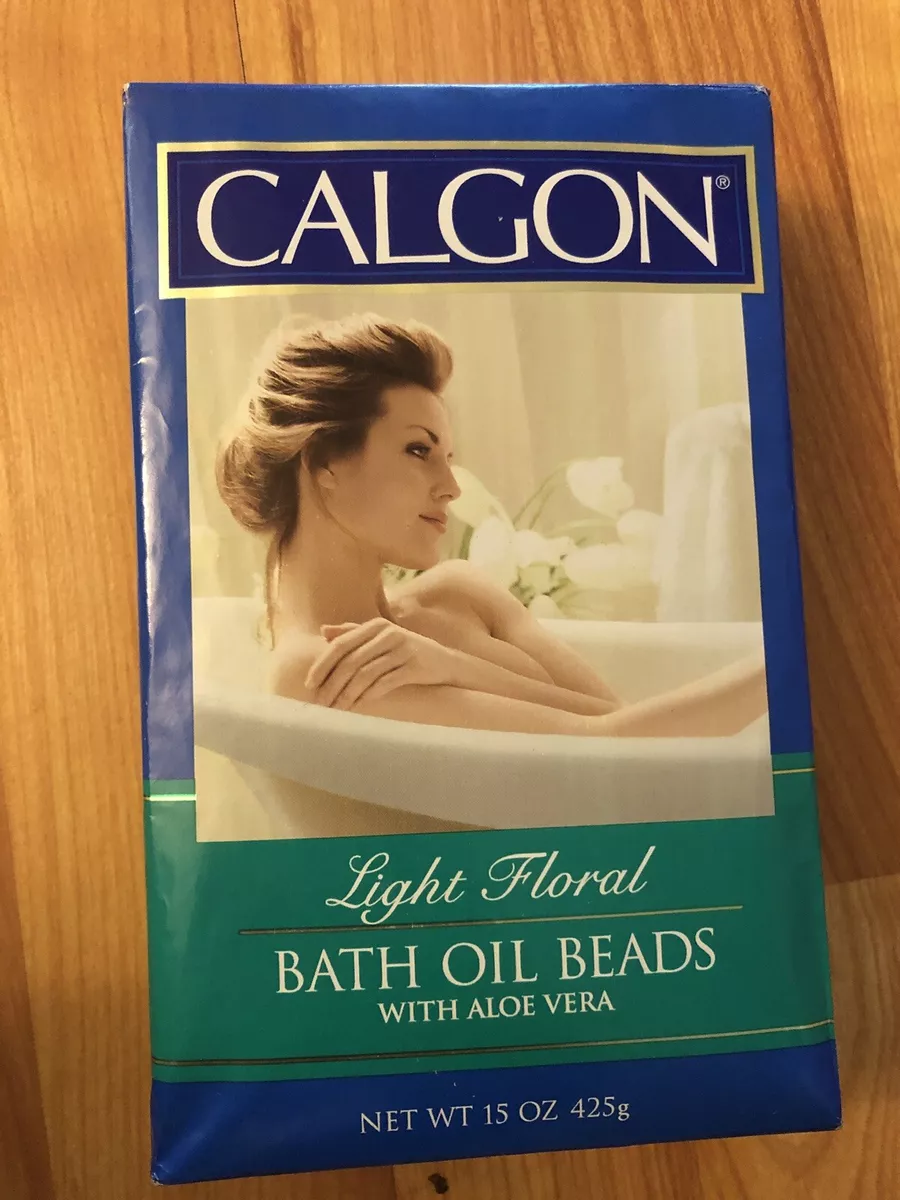 CALGON®
Light Floral
BATH OIL BEADS
WITH ALOE VERA
NET WT 15 OZ 425g